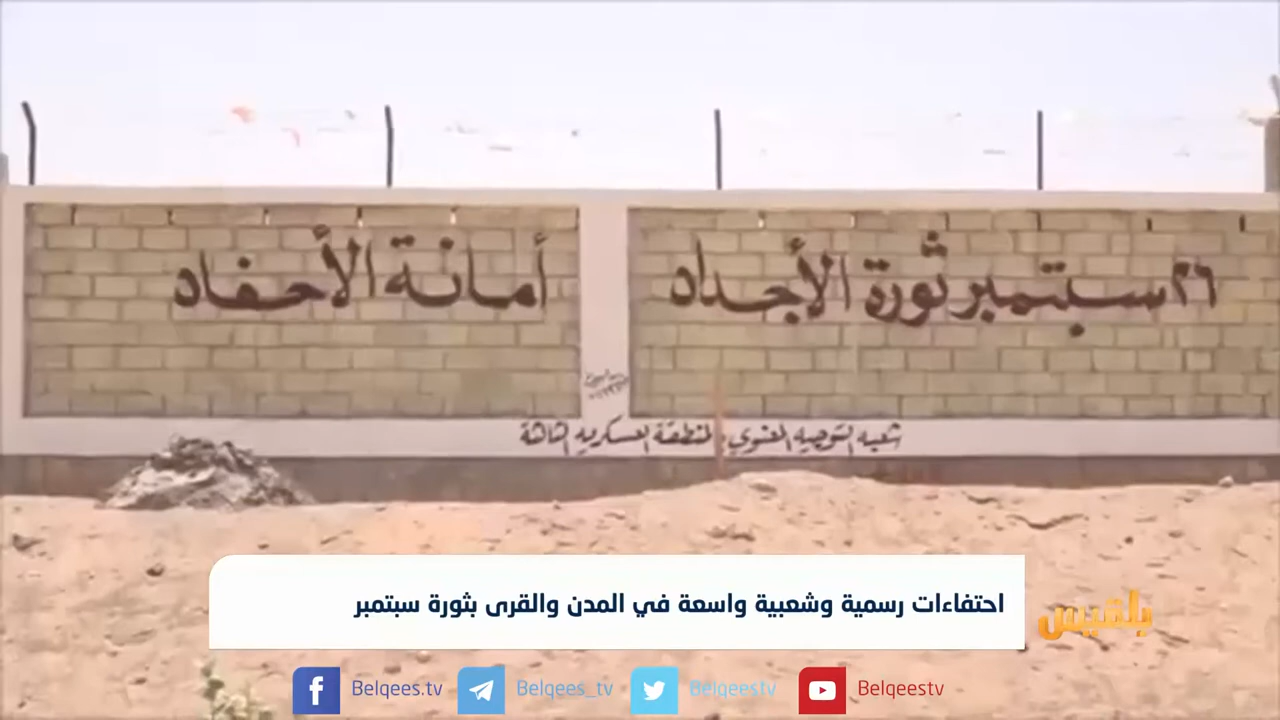 ٢٦ سبتمبر ثورة الأجداد
أمانة الأحفاد
شعبة التوجيه المعنوي المنطقة العسكرية الثالثة
احتفاءات رسمية وشعبية واسعة في المدن والقرى بثورة سبتمبر
بلقيس
Belqees.tv
Belqees_tv
Belqeestv
Belqeestv